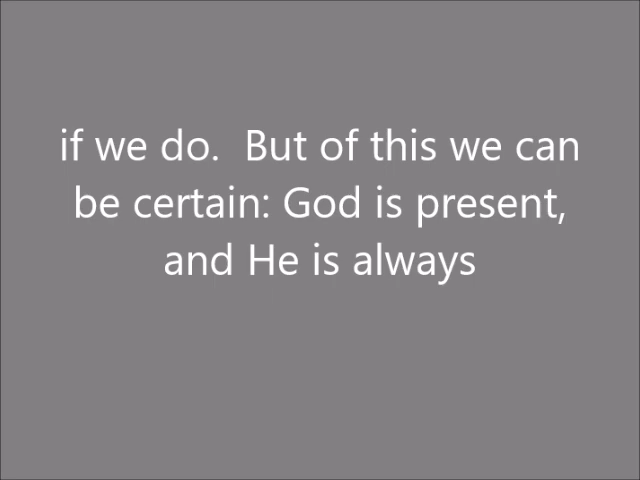 if we do.  But of this we can
be certain: God is present,
and He is always